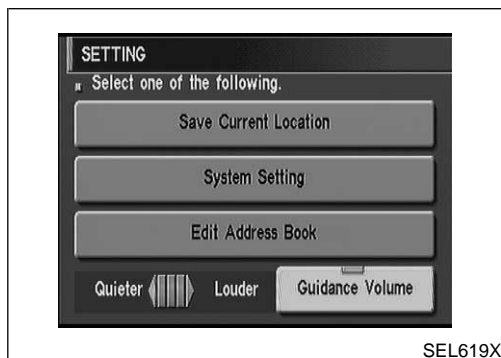 SETTING
Select one of the following.
Save Current Location
System Setting
Edit Address Book
Quieter Louder Guidance Volume
SEL619X